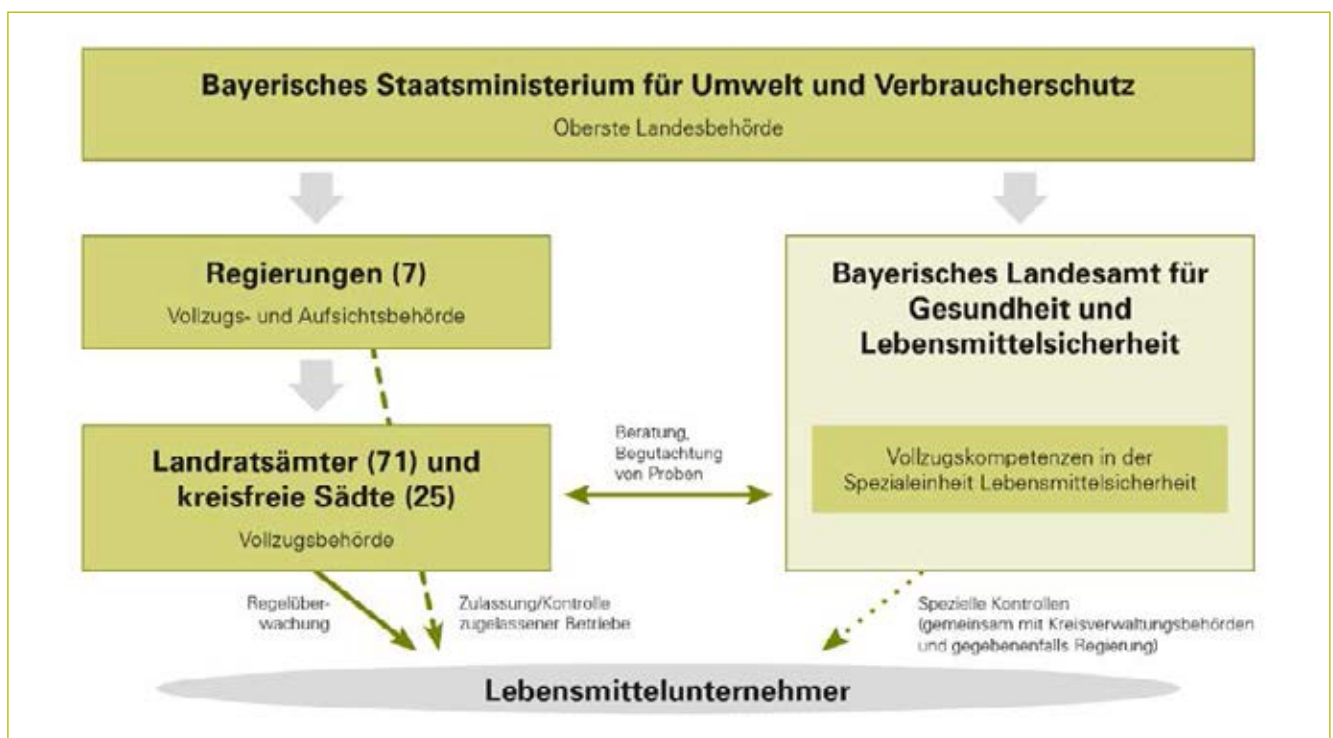 Bayerisches Staatsministerium für Umwelt und Verbraucherschutz
Oberste Landesbehörde
Regierungen (7)
Vollzugs- und Aufsichtsbehörde
Bayerisches Landesamt für
Gesundheit und
Lebensmittelsicherheit
Vollzugskompetenzen in der
Spezialeinheit Lebensmittelsicherheit
Landratsämter (71) und
kreisfreie Städte (25)
Vollzugsbehörde
Beratung,
Begutachtung
von Proben
Regelüber-
wachung
Zulassung/Kontrolle
zugelassener Betriebe
Spezielle Kontrollen
(gemeinsam mit Kreisverwaltungsbehörden
und gegebenenfalls Regierung)
Lebensmittelunternehmer